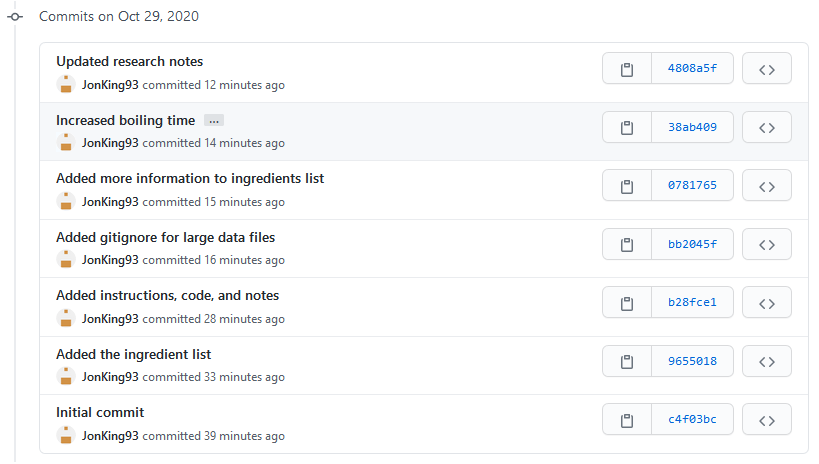 Commits on Oct 29, 2020
Updated research notes
4808a5f
JonKing93 committed 12 minutes ago
Increased boiling time ...
38ab409
JonKing93 committed 14 minutes ago
Added more information to ingredients list
0781765
JonKing93 committed 15 minutes ago
Added gitignore for large data files
bb2045f
JonKing93 committed 16 minutes ago
Added instructions, code, and notes
b28fce1
JonKing93 committed 28 minutes ago
Added the ingredient list
9655018
JonKing93 committed 33 minutes ago
Initial commit
c4f03bc
JonKing93 committed 39 minutes ago